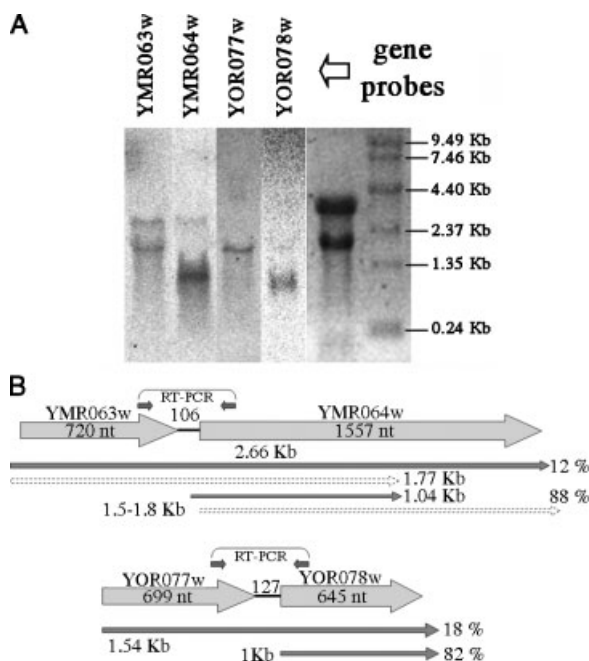 A
YMR063w
YMR064w
YOR077w
YOR078w
gene
probes
9.49 Kb
7.46 Kb
4.40 Kb
2.37 Kb
1.35 Kb
0.24 Kb
B
RT-PCR
YMR063w
106
YMR064w
720 nt
1557 nt
2.66 Kb
12 %
1.77 Kb
1.04 Kb
88 %
1.5-1.8 Kb
RT-PCR
YOR077w
127
YOR078w
699 nt
645 nt
1.54 Kb
18 %
1Kb
82 %